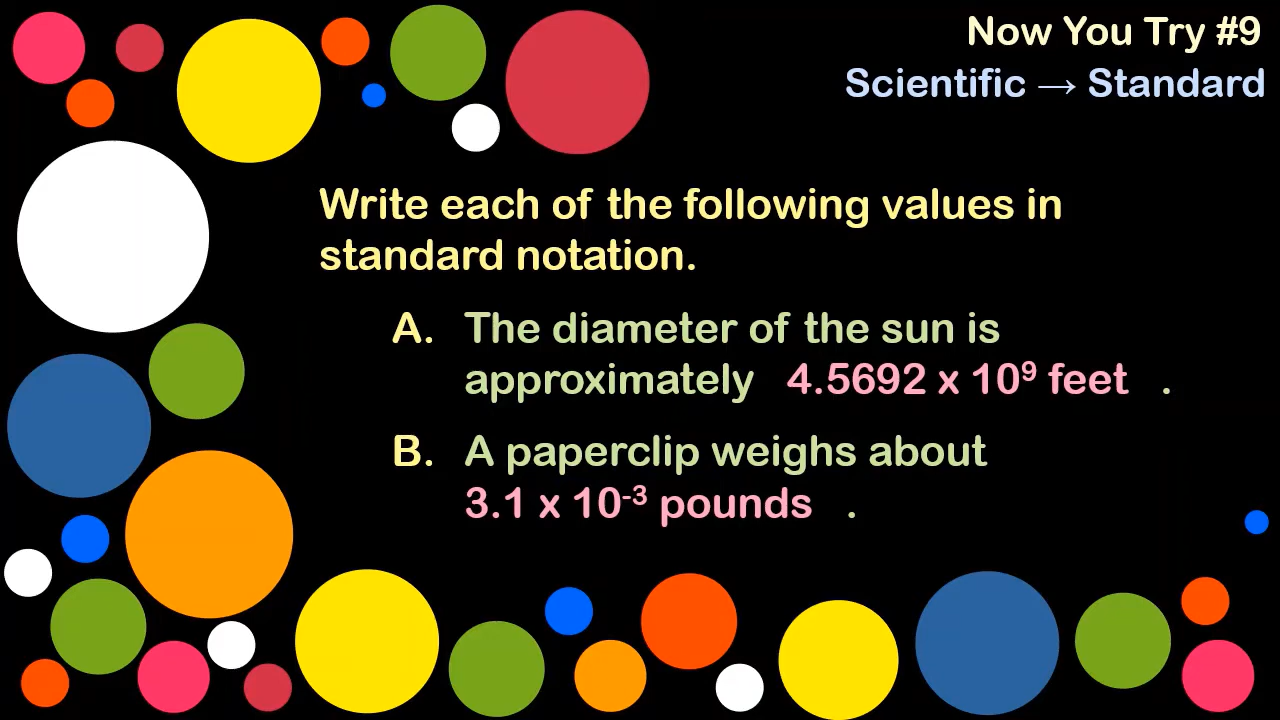 Now You Try #9
Scientific → Standard
Write each of the following values in
standard notation.
A. The diameter of the sun is
approximately 4.5692 x 10⁹ feet .
B. A paperclip weighs about
3.1 x 10⁻³ pounds .